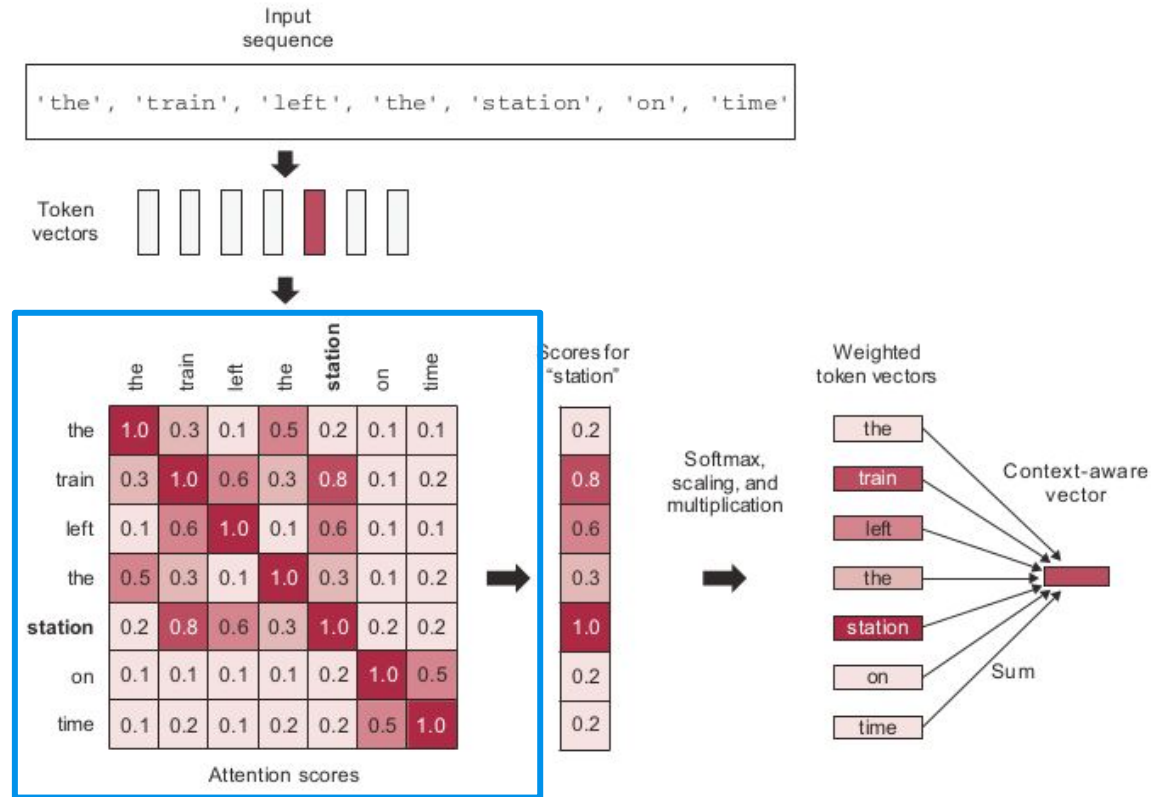 Input
sequence
'the', 'train', 'left', 'the', 'station', 'on', 'time'
Token
vectors
the train left the station on time
the 1.0 0.3 0.1 0.5 0.2 0.1 0.1
train 0.3 1.0 0.6 0.3 0.8 0.1 0.2
left 0.1 0.6 1.0 0.1 0.6 0.1 0.1
the 0.5 0.3 0.1 1.0 0.3 0.1 0.2
station 0.2 0.8 0.6 0.3 1.0 0.2 0.2
on 0.1 0.1 0.1 0.1 0.2 1.0 0.5
time 0.1 0.2 0.1 0.2 0.2 0.5 1.0
Attention scores
Scores for
"station"
0.2
0.8
0.6
0.3
1.0
0.2
0.2
Softmax,
scaling, and
multiplication
Weighted
token vectors
the
train
left
the
station
on
time
Sum
Context-aware
vector